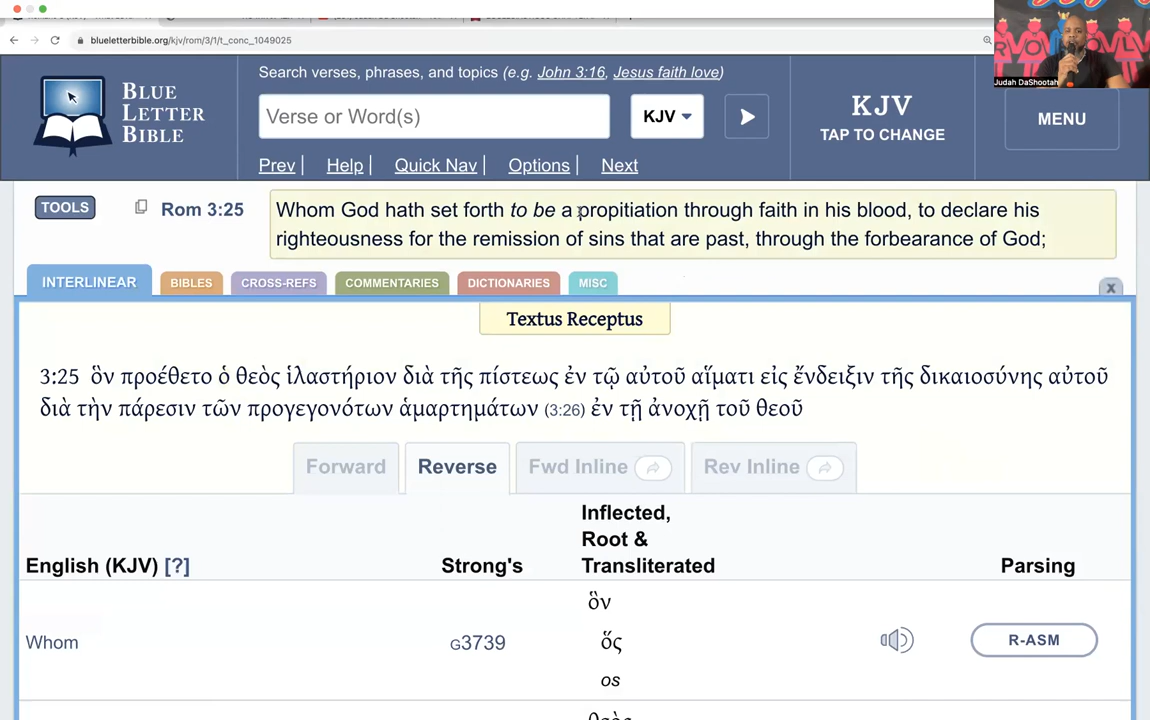 blueletterbible.org/kjv/rom/3/1/t_conc_1049025
Judah DaShootah
BLUE
LETTER
BIBLE
Search verses, phrases, and topics (e.g. John 3:16, Jesus faith love)
Verse or Word(s)
KJV
Prev | Help | Quick Nav | Options | Next
KJV
TAP TO CHANGE
MENU
TOOLS
Rom 3:25
Whom God hath set forth to be a propitiation through faith in his blood, to declare his
righteousness for the remission of sins that are past, through the forbearance of God;
INTERLINEAR BIBLES CROSS-REFS COMMENTARIES DICTIONARIES MISC
x
Textus Receptus
3:25 ὃν προέθετο ὁ θεὸς ἱλαστήριον διὰ τῆς πίστεως ἐν τῷ αὐτοῦ αἵματι εἰς ἔνδειξιν τῆς δικαιοσύνης αὐτοῦ
διὰ τὴν πάρεσιν τῶν προγεγονότων ἁμαρτημάτων (3:26) ἐν τῇ ἀνοχῇ τοῦ θεοῦ
Forward Reverse Fwd Inline Rev Inline
English (KJV) [?]
Strong's
Inflected,
Root &
Transliterated
Parsing
Whom
G3739
ὃν
ὅς
os
R-ASM
θεὸς